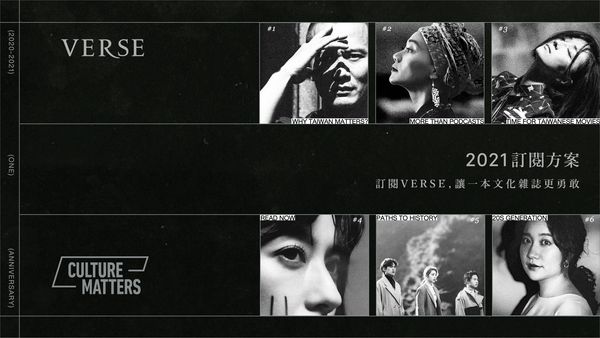 (2020-2021)
VERSE
#1
WHY TAIWAN MATTERS?
#2
MORE THAN PODCASTS
#3
TIME FOR TAIWANESE MOVIES
(ONE)
2021訂閱方案
訂閱VERSE,讓一本文化雜誌更勇敢
(ANNIVERSARY)
CULTURE
MATTERS
READ NOW
#4
PATHS TO HISTORY
#5
20S GENERATION
#6